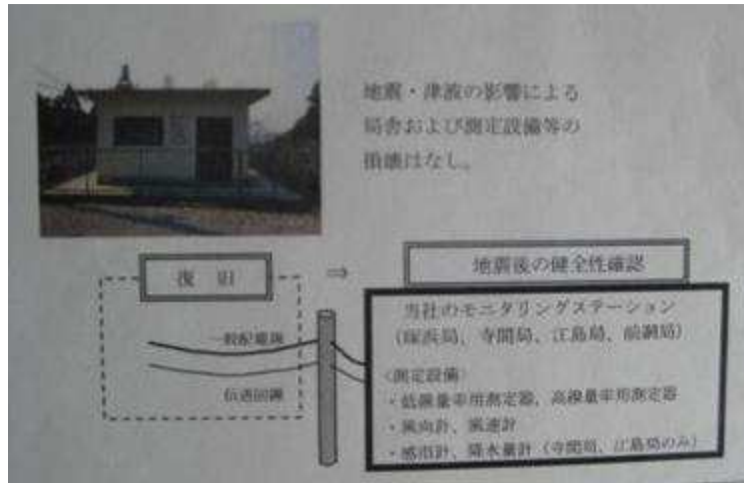 地震・津波の影響による
局舎および測定設備等の
損壊はなし。
復旧
⇒
地震後の健全性確認
一般配電線
伝送回線
当社のモニタリングステーション
(塚浜局、寺間局、江島局、前網局)
<測定設備>
・低線量率用測定器、高線量率用測定器
・風向計、風速計
・感雨計、降水量計(寺間局、江島局のみ)